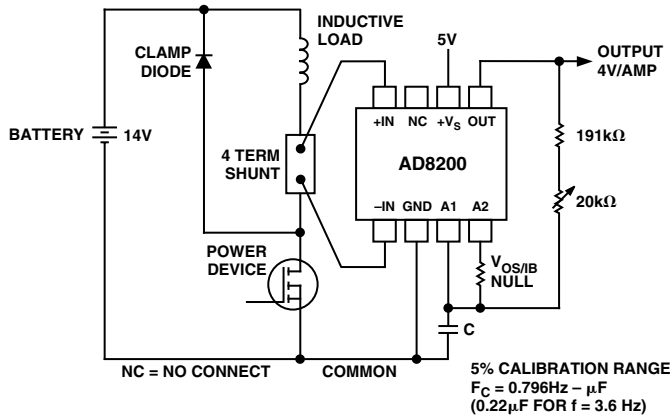 INDUCTIVE
LOAD
CLAMP
DIODE
5V
OUTPUT
4V/AMP
+IN NC +VS OUT
BATTERY
14V
4 TERM
SHUNT
AD8200
191kΩ
20kΩ
–IN GND A1 A2
POWER
DEVICE
VOS/IB
NULL
C
NC = NO CONNECT
COMMON
5% CALIBRATION RANGE
FC = 0.796Hz – μF
(0.22μF FOR f = 3.6 Hz)